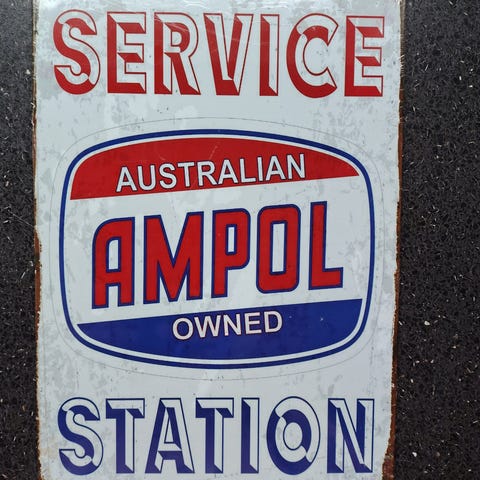 SERVICE
AUSTRALIAN
AMPOL
OWNED
STATION